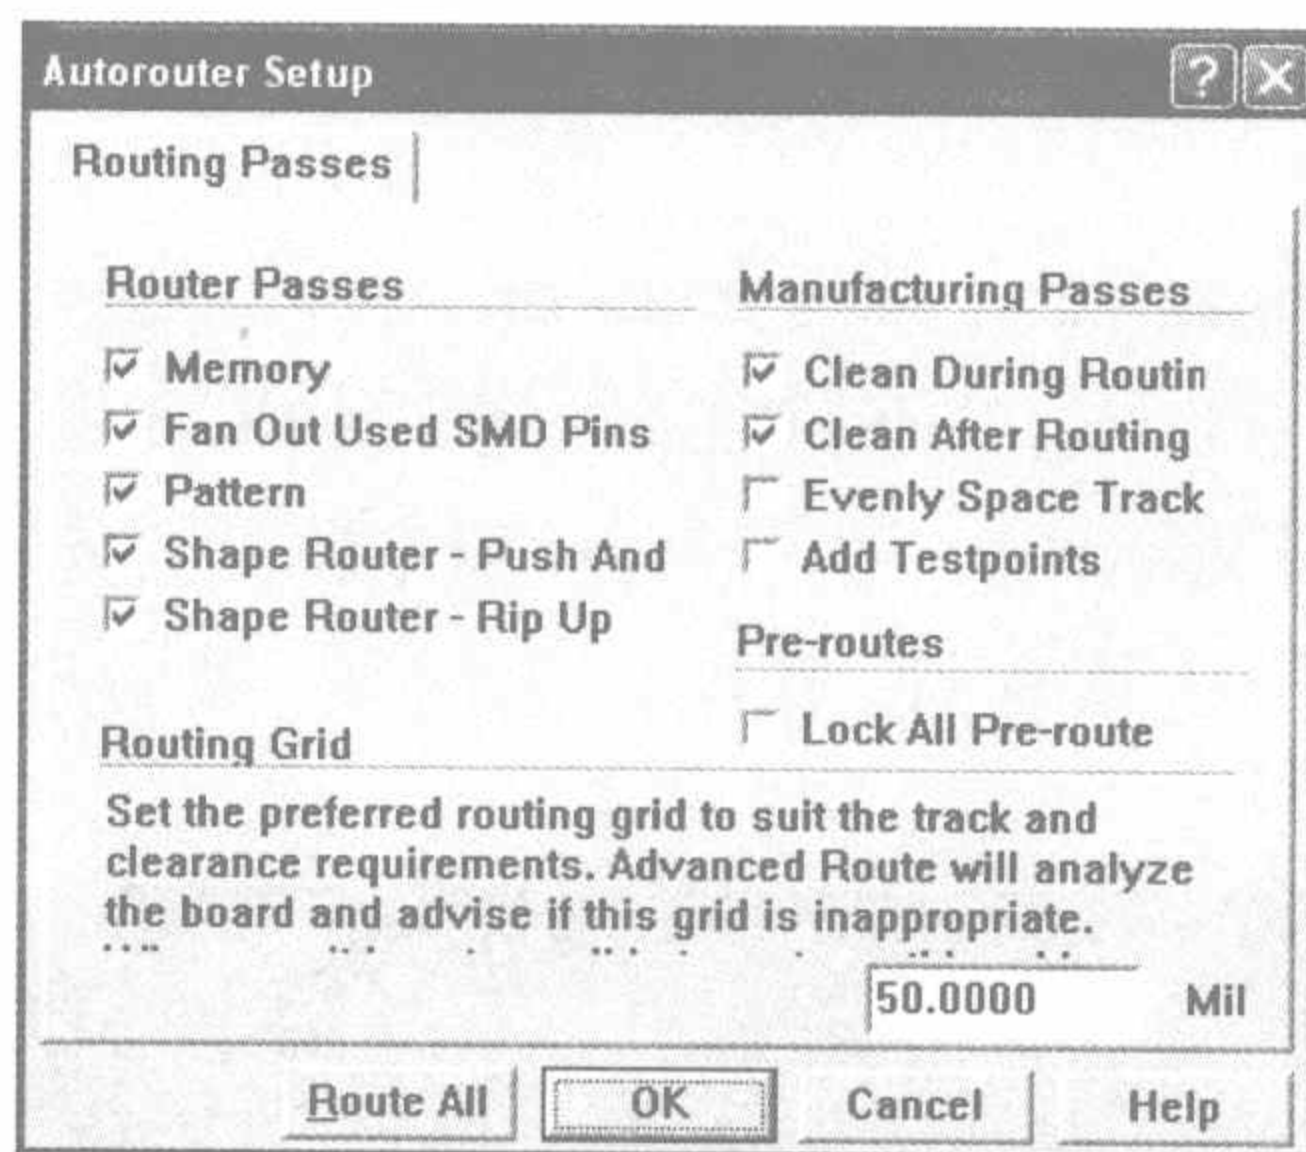 Autorouter Setup
Routing Passes
Router Passes
Memory
Fan Out Used SMD Pins
Pattern
Shape Router - Push And
Shape Router - Rip Up
Manufacturing Passes
Clean During Routin
Clean After Routing
Evenly Space Track
Add Testpoints
Pre-routes
Lock All Pre-route
Routing Grid
Set the preferred routing grid to suit the track and
clearance requirements. Advanced Route will analyze
the board and advise if this grid is inappropriate.
50.0000 Mil
Route All OK Cancel Help